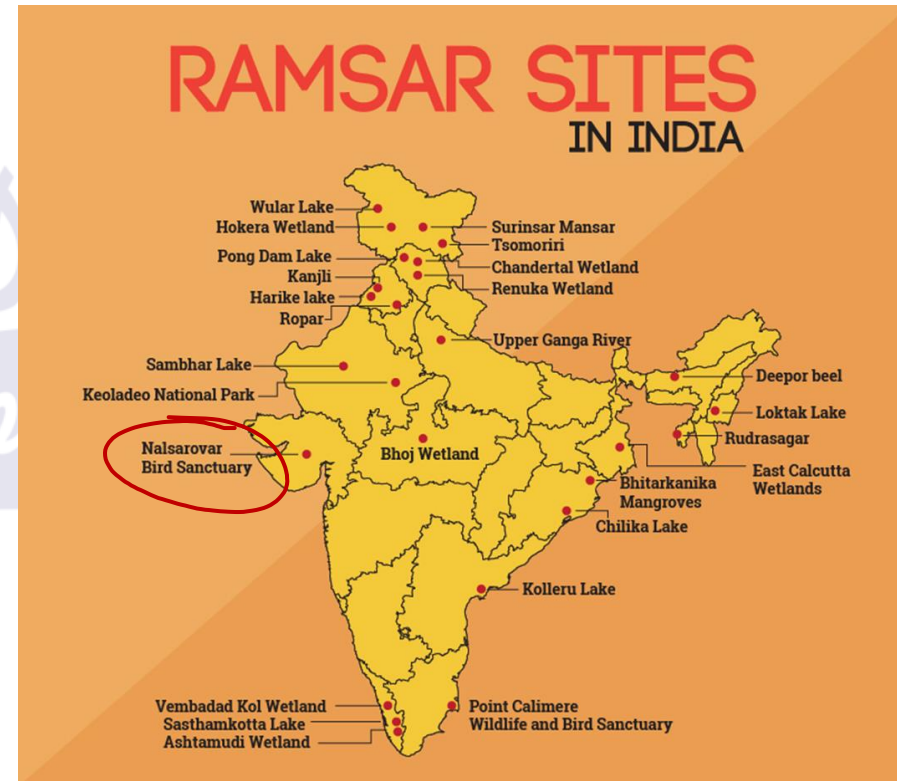 RAMSAR SITES
IN INDIA
Wular Lake
Hokera Wetland
Surinsar Mansar
Tsomoriri
Pong Dam Lake
Chandertal Wetland
Kanjli
Renuka Wetland
Harike lake
Ropar
Upper Ganga River
Sambhar Lake
Deepor beel
Keoladeo National Park
Loktak Lake
Rudrasagar
Nalsarovar
Bird Sanctuary
Bhoj Wetland
East Calcutta
Wetlands
Bhitarkanika
Mangroves
Chilika Lake
Kolleru Lake
Vembadad Kol Wetland
Sasthamkotta Lake
Ashtamudi Wetland
Point Calimere
Wildlife and Bird Sanctuary